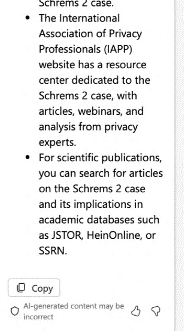 Schrems 2 case.
• The International
Association of Privacy
Professionals (IAPP)
website has a resource
center dedicated to the
Schrems 2 case, with
articles, webinars, and
analysis from privacy
experts.
• For scientific publications,
you can search for articles
on the Schrems 2 case
and its implications in
academic databases such
as JSTOR, HeinOnline, or
SSRN.
Copy
AI-generated content may be
incorrect